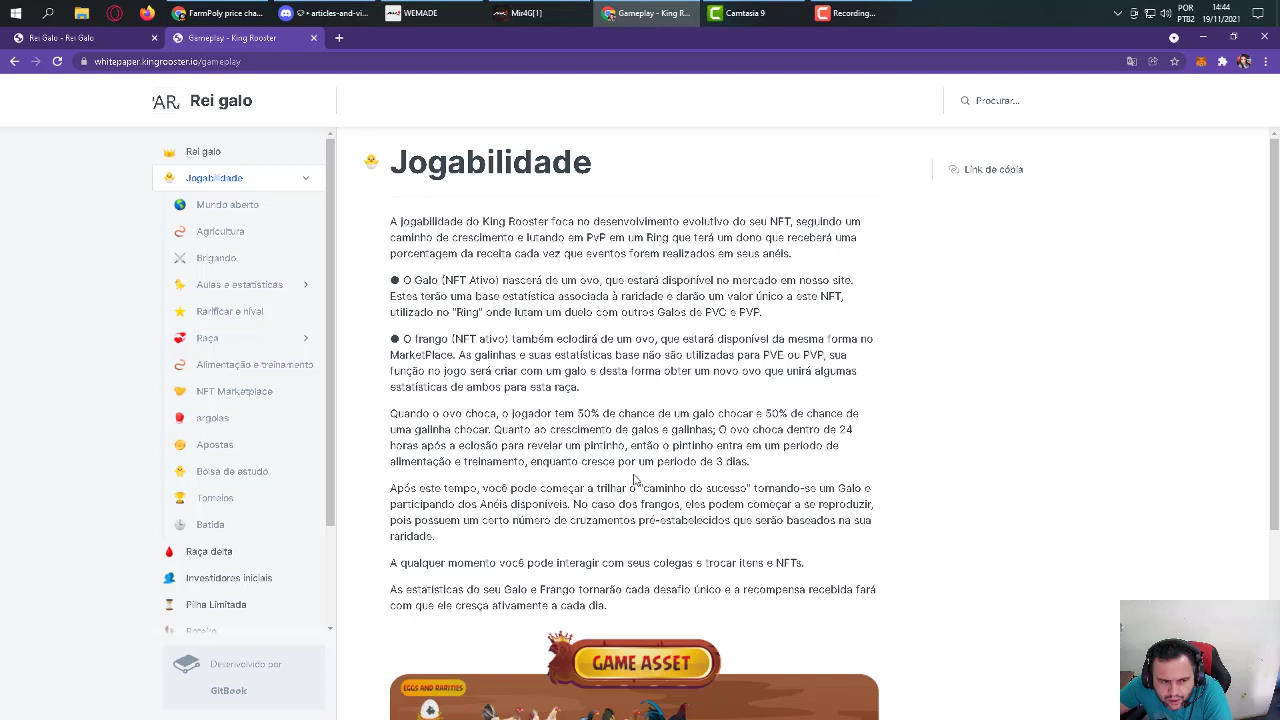 FarmPoly price cha...
• articles-and-vi...
WEMADE
Mir4G[1]
Gameplay - King R...
Camtasia 9
Recording...
POR
PTB2
14:44
19/11/2021
Rei Galo - Rei Galo
Gameplay - King Rooster
whitepaper.kingrooster.io/gameplay
Rei galo
Procurar...
Rei galo
Jogabilidade
Mundo aberto
Agricultura
Brigando
Aulas e estatísticas
Rarificar e nível
Raça
Alimentação e treinamento
NFT Marketplace
argolas
Apostas
Bolsa de estudo
Torneios
Batida
Raça delta
Investidores iniciais
Pilha Limitada
Roteiro
Desenvolvido por
GitBook
Jogabilidade
Link de cópia
A jogabilidade do King Rooster foca no desenvolvimento evolutivo do seu NFT, seguindo um
caminho de crescimento e lutando em PvP em um Ring que terá um dono que receberá uma
porcentagem da receita cada vez que eventos forem realizados em seus anéis.
● O Galo (NFT Ativo) nascerá de um ovo, que estará disponível no mercado em nosso site.
Estes terão uma base estatística associada à raridade e darão um valor único a este NFT,
utilizado no "Ring" onde lutam um duelo com outros Galos de PVC e PVP.
● O frango (NFT ativo) também eclodirá de um ovo, que estará disponível da mesma forma no
MarketPlace. As galinhas e suas estatísticas base não são utilizadas para PVE ou PVP, sua
função no jogo será criar com um galo e desta forma obter um novo ovo que unirá algumas
estatísticas de ambos para esta raça.
Quando o ovo choca, o jogador tem 50% de chance de um galo chocar e 50% de chance de
uma galinha chocar. Quanto ao crescimento de galos e galinhas; O ovo choca dentro de 24
horas após a eclosão para revelar um pintinho, então o pintinho entra em um período de
alimentação e treinamento, enquanto cresce por um período de 3 dias.
Após este tempo, você pode começar a trilhar o "caminho do sucesso" tornando-se um Galo e
participando dos Anéis disponíveis. No caso dos frangos, eles podem começar a se reproduzir,
pois possuem um certo número de cruzamentos pré-estabelecidos que serão baseados na sua
raridade.
A qualquer momento você pode interagir com seus colegas e trocar itens e NFTs.
As estatísticas do seu Galo e Frango tornarão cada desafio único e a recompensa recebida fará
com que ele cresça ativamente a cada dia.
GAME ASSET
EGGS AND RARITIES